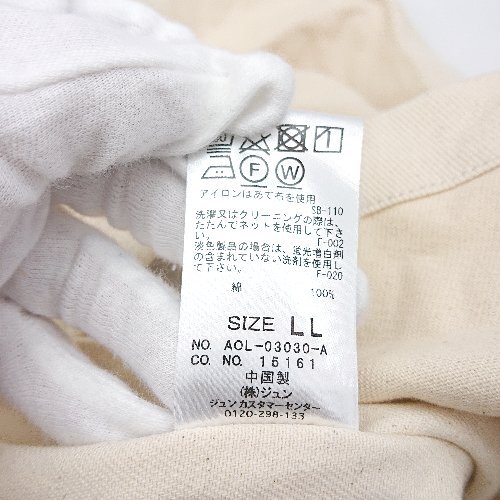 アイロンはあて布を使用
SB-110
洗濯又はクリーニングの際は、
たたんでネットを使用して下さ
い。
F-002
淡色製品の場合は、蛍光増白剤
の含まれていない洗剤を使用し
て下さい。
F-020
綿 100%
SIZE LL
NO. AOL-03030-A
CO. NO. 15161
中国製
(株)ジュン
ジュンカスタマーセンター
0120-298-133